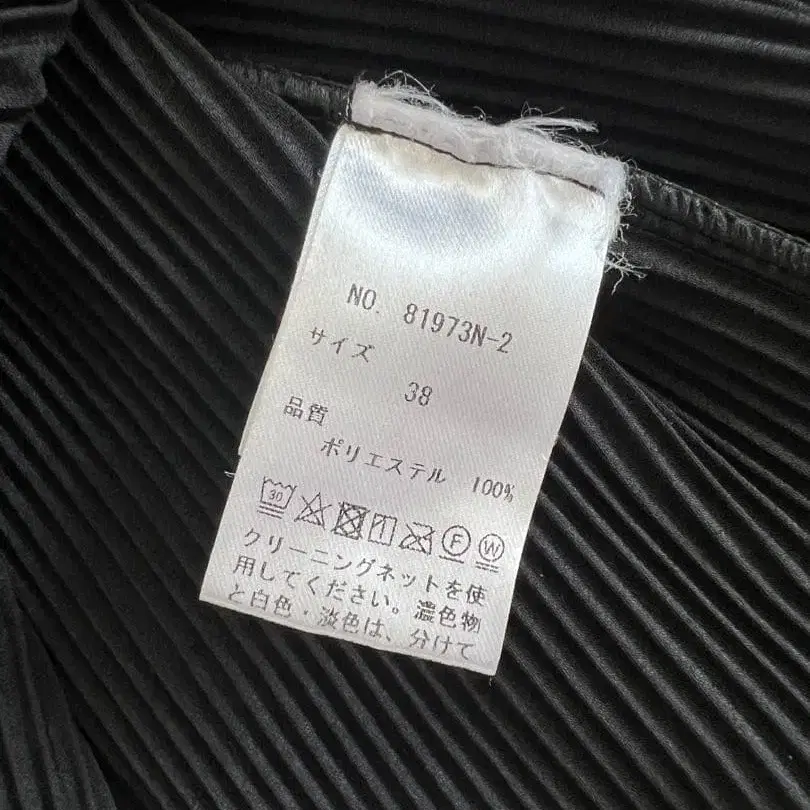 NO. 81973N-2
サイズ
38
品質
ポリエステル 100%
30 F W
クリーニングネットを使
用してください。濃色物
と白色・淡色は、分けて